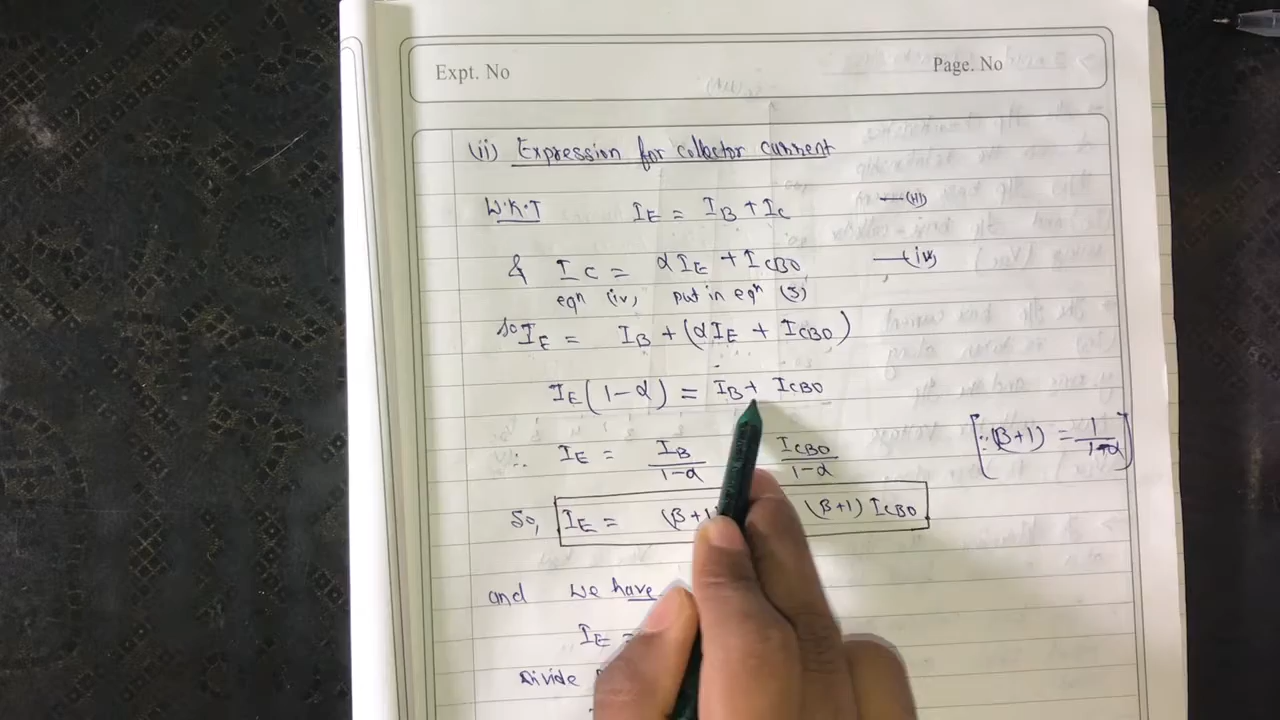 Expt. No Page. No
(ii) Expression for collector current
W.K.T IE = IB + IC —(iii)
& IC = αIE + ICBO —(iv)
eqn (iv) put in eqn (3)
so IE = IB + (αIE + ICBO)
IE(1-α) = IB + ICBO
∴ IE = IB/1-α ICBO/1-α [∵(β+1) = 1/1-α]
So, IE = (β+1) (β+1) ICBO
and we have
IE =
Divide